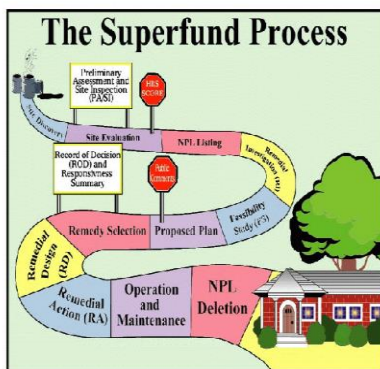 The Superfund Process
Preliminary
Assessment and
Site Inspection
(PA/SI)
HRS
SCORE
Site Discovery
Site Evaluation
NPL Listing
Remedial
Investigation (RI)
Record of Decision
(ROD) and
Responsivness
Summary
Public
Comments
Feasibility
Study (FS)
Proposed Plan
Remedy Selection
Remedial
Design
(RD)
Remedial
Action (RA)
Operation
and
Maintenance
NPL
Deletion